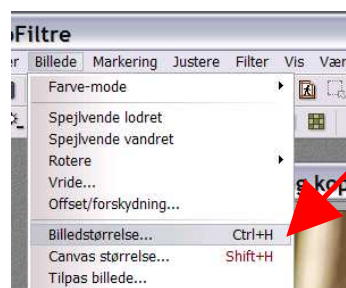 oFiltre
er Billede Markering Justere Filter Vis Vær
Farve-mode
Spejlvende lodret
Spejlvende vandret
Rotere
Vride...
Offset/forskydning...
g kop
Billedstørrelse... Ctrl+H
Canvas størrelse... Shift+H
Tilpas billede...